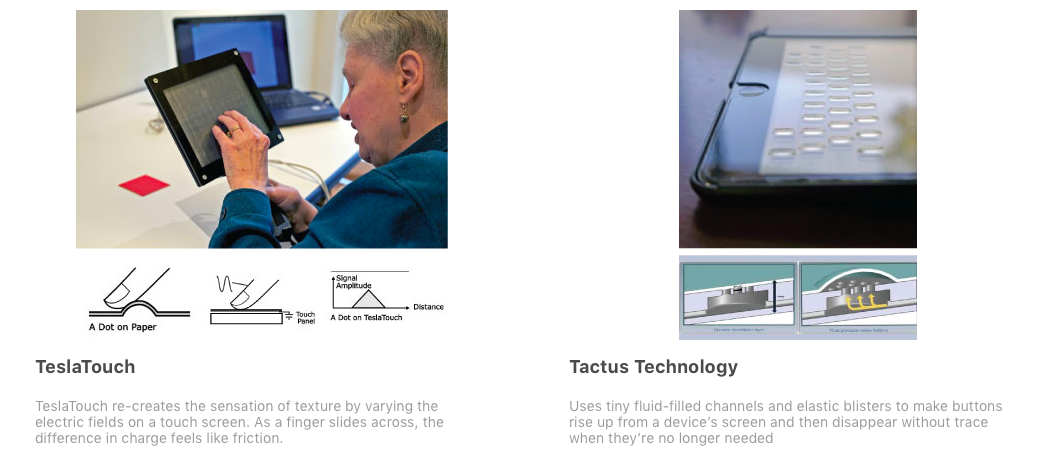 A Dot on Paper
Touch
Panel
Signal
Amplitude
Distance
A Dot on TeslaTouch
TeslaTouch
TeslaTouch re-creates the sensation of texture by varying the
electric fields on a touch screen. As a finger slides across, the
difference in charge feels like friction.
Tactus Technology
Uses tiny fluid-filled channels and elastic blisters to make buttons
rise up from a device's screen and then disappear without trace
when they're no longer needed